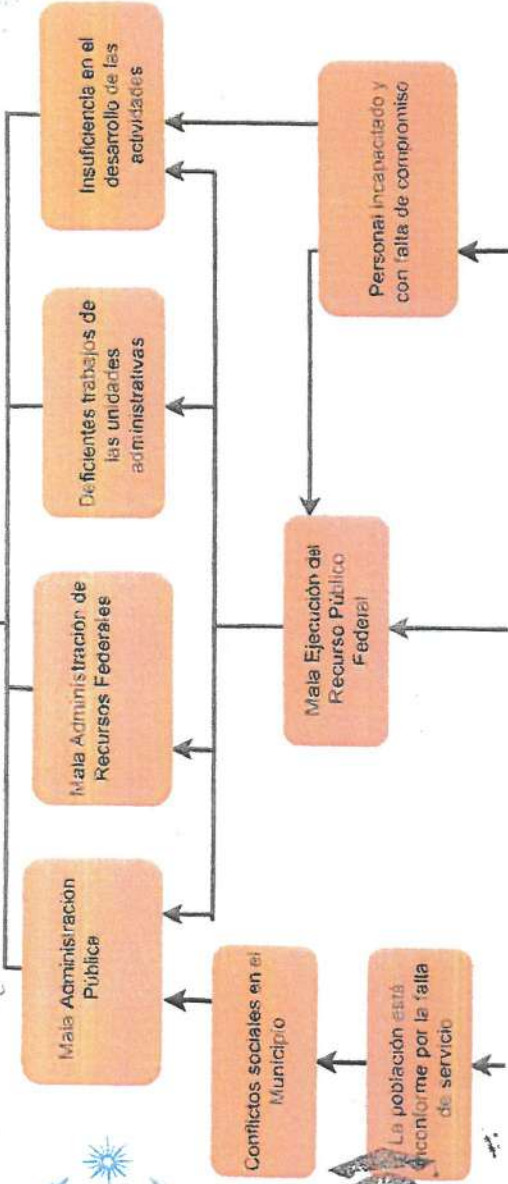 Mala Administración
Pública
Mala Administración de
Recursos Federales
Deficientes trabajos de
las unidades
administrativas
Insuficiencia en el
desarrollo de las
actividades
Conflictos sociales en el
Municipio
Mala Ejecución del
Recurso Público
Federal
Personal incapacitado y
con falta de compromiso
La población está
inconforme por la falta
de servicio